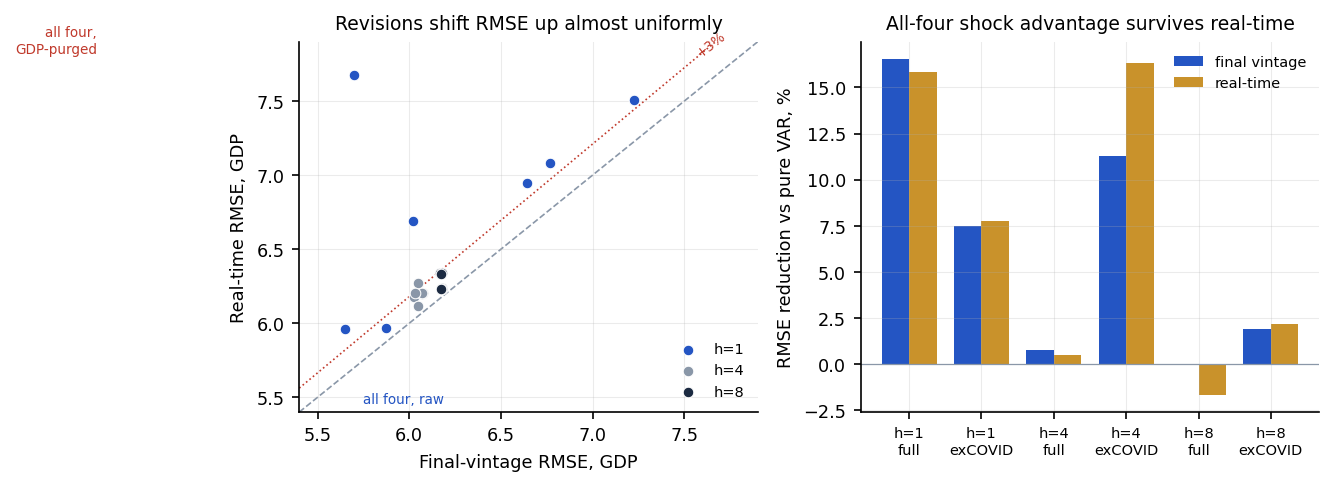 all four,
GDP-purged
Revisions shift RMSE up almost uniformly
+3%
Real-time RMSE, GDP
7.5
7.0
6.5
6.0
5.5
h=1
h=4
h=8
all four, raw
5.5
6.0
6.5
7.0
7.5
Final-vintage RMSE, GDP
All-four shock advantage survives real-time
final vintage
real-time
RMSE reduction vs pure VAR, %
15.0
12.5
10.0
7.5
5.0
2.5
0.0
−2.5
h=1
full
h=1
exCOVID
h=4
full
h=4
exCOVID
h=8
full
h=8
exCOVID